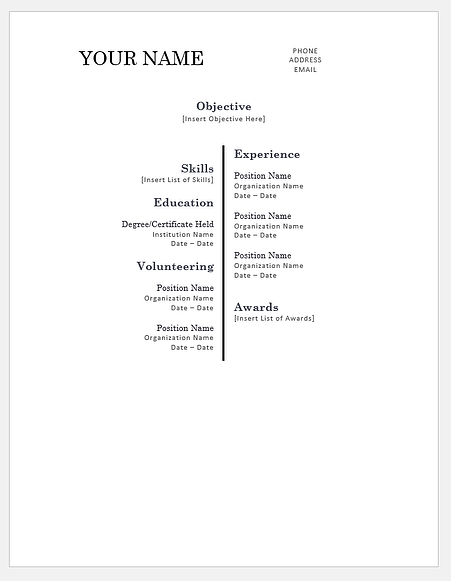 YOUR NAME
PHONE
ADDRESS
EMAIL
Objective
[Insert Objective Here]
Skills
[Insert List of Skills]
Education
Degree/Certificate Held
Institution Name
Date – Date
Volunteering
Position Name
Organization Name
Date – Date
Position Name
Organization Name
Date – Date
Experience
Position Name
Organization Name
Date – Date
Position Name
Organization Name
Date – Date
Position Name
Organization Name
Date – Date
Awards
[Insert List of Awards]